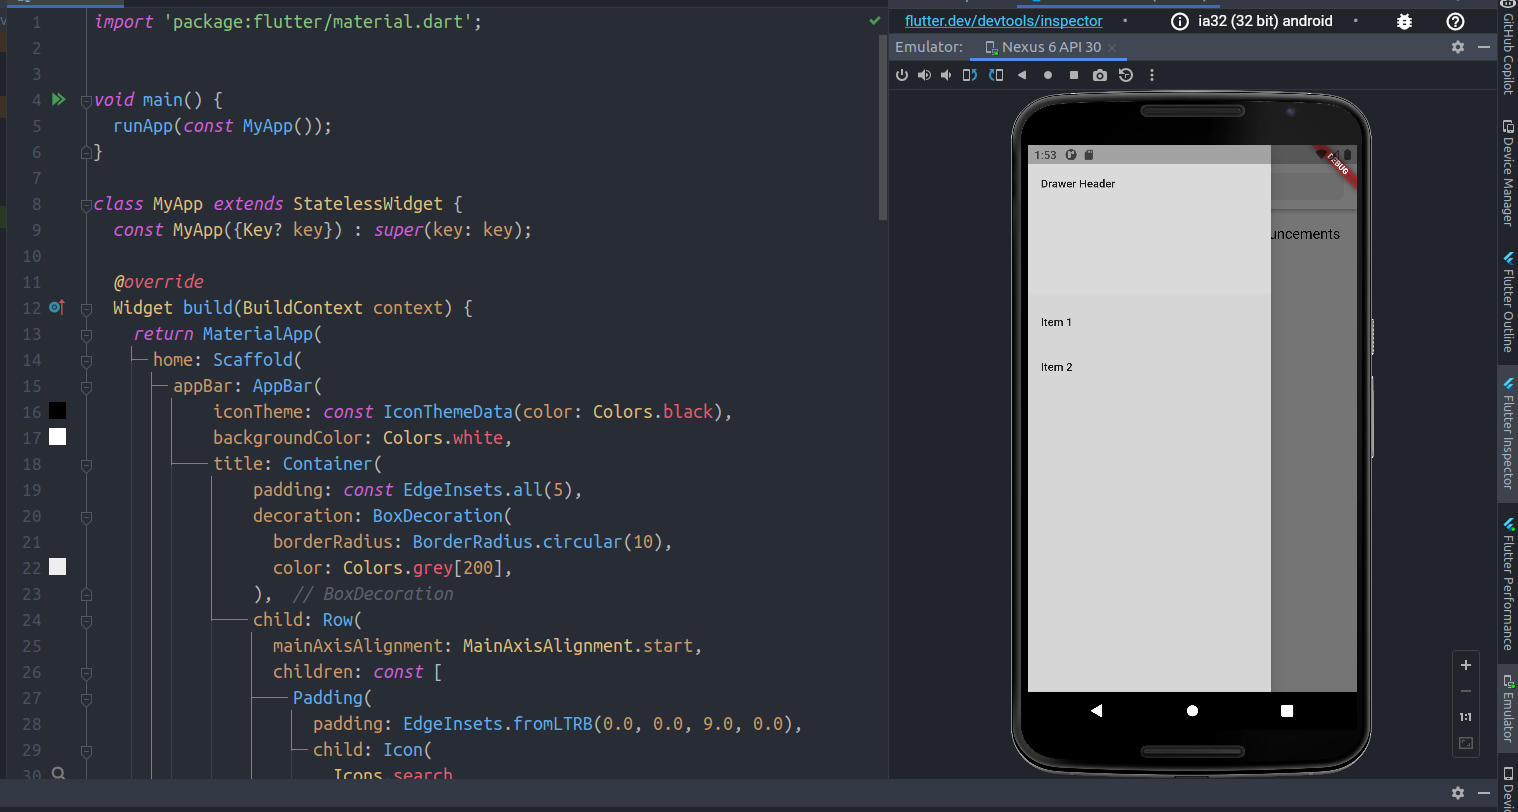 1 import 'package:flutter/material.dart';
2
3
4 void main() {
5 runApp(const MyApp());
6 }
7
8 class MyApp extends StatelessWidget {
9 const MyApp({Key? key}) : super(key: key);
10
11 @override
12 Widget build(BuildContext context) {
13 return MaterialApp(
14 home: Scaffold(
15 appBar: AppBar(
16 iconTheme: const IconThemeData(color: Colors.black),
17 backgroundColor: Colors.white,
18 title: Container(
19 padding: const EdgeInsets.all(5),
20 decoration: BoxDecoration(
21 borderRadius: BorderRadius.circular(10),
22 color: Colors.grey[200],
23 ), // BoxDecoration
24 child: Row(
25 mainAxisAlignment: MainAxisAlignment.start,
26 children: const [
27 Padding(
28 padding: EdgeInsets.fromLTRB(0.0, 0.0, 9.0, 0.0),
29 child: Icon(
30 Icons.search
flutter.dev/devtools/inspector • ia32 (32 bit) android •
Emulator: Nexus 6 API 30
1:53
DEBUG
Drawer Header
uncements
Item 1
Item 2
1:1
GitHub Copilot
Device Manager
Flutter Outline
Flutter Inspector
Flutter Performance
Emulator
Devic